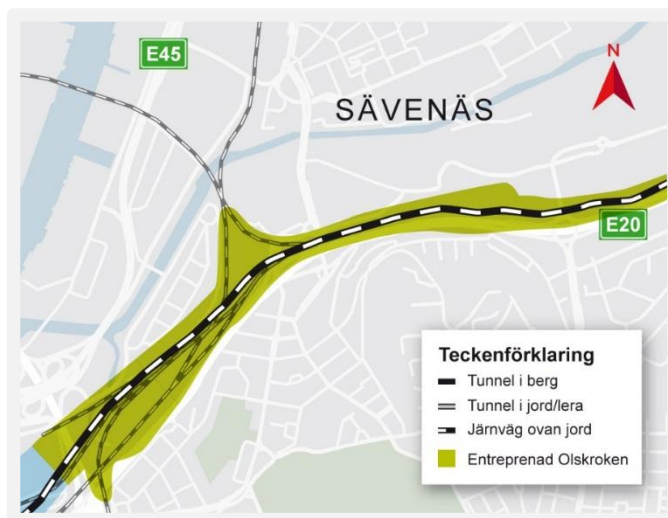 E45
N
SÄVENÄS
E20
Teckenförklaring
Tunnel i berg
Tunnel i jord/lera
Järnväg ovan jord
Entreprenad Olskroken